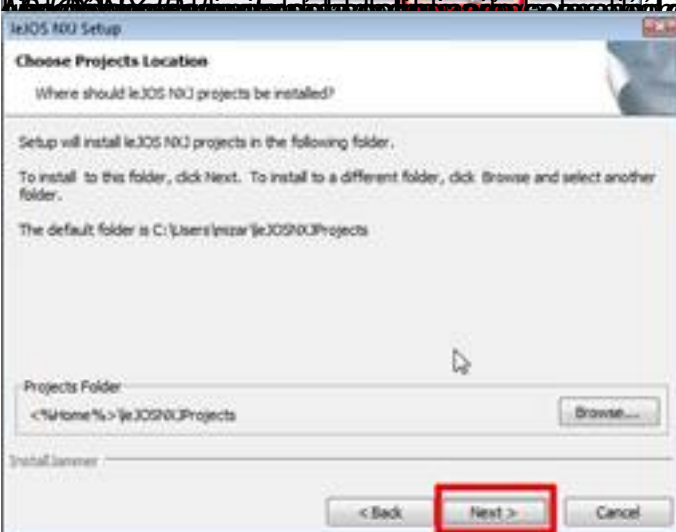 leJOS NXJ Setup
Choose Projects Location
Where should leJOS NXJ projects be installed?
Setup will install leJOS NXJ projects in the following folder.
To install to this folder, click Next. To install to a different folder, click Browse and select another
folder.
The default folder is C:\Users\nizar\leJOSNXJProjects
Projects Folder
<%Home%>\leJOSNXJProjects
Browse...
InstallJammer
< Back
Next >
Cancel